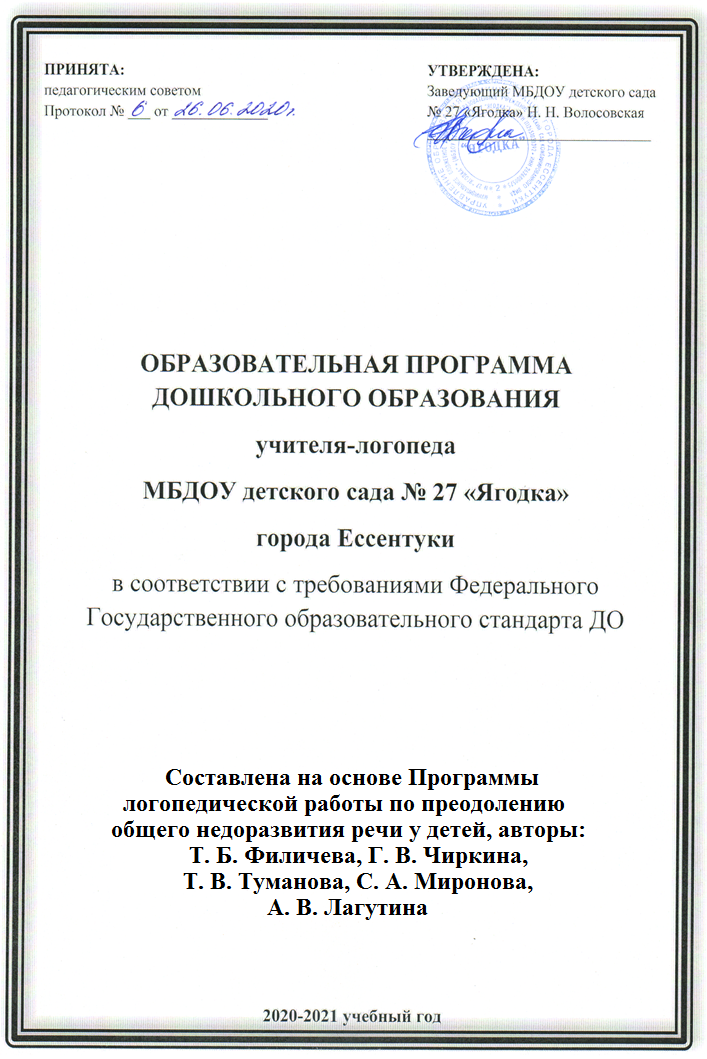 ПРИНЯТА:
педагогическим советом
Протокол № 6 от 26.06.2020г.
УТВЕРЖДЕНА:
Заведующий МБДОУ детского сада
№ 27 «Ягодка» Н. Н. Волосовская
"ЯГОДКА"
ОБРАЗОВАТЕЛЬНАЯ ПРОГРАММА
ДОШКОЛЬНОГО ОБРАЗОВАНИЯ
учителя-логопеда
МБДОУ детского сада № 27 «Ягодка»
города Ессентуки
в соответствии с требованиями Федерального
Государственного образовательного стандарта ДО
Составлена на основе Программы
логопедической работы по преодолению
общего недоразвития речи у детей, авторы:
Т. Б. Филичева, Г. В. Чиркина,
Т. В. Туманова, С. А. Миронова,
А. В. Лагутина
2020-2021 учебный год